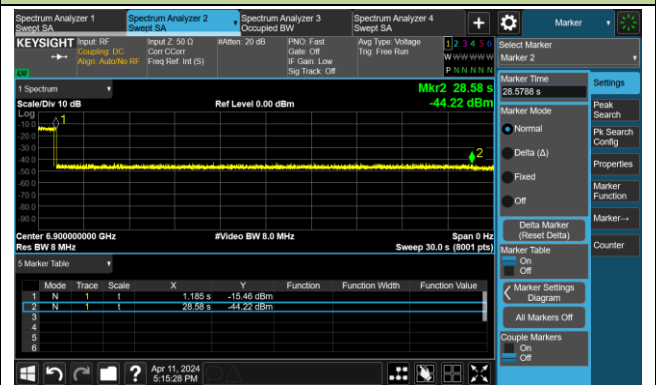 Spectrum Analyzer 1
Swept SA
Spectrum Analyzer 2
Swept SA
Spectrum Analyzer 3
Occupied BW
Spectrum Analyzer 4
Swept SA
+
Marker
KEYSIGHT
Input: RF
Coupling: DC
Align: Auto/No RF
Input Z: 50 Ω
Corr CCorr
Freq Ref: Int (S)
#Atten: 20 dB
PNO: Fast
Gate: Off
IF Gain: Low
Sig Track: Off
Avg Type: Voltage
Trig: Free Run
1 2 3 4 5 6
W W W W W W
P N N N N N
Select Marker
Marker 2
1 Spectrum
Scale/Div 10 dB
Ref Level 0.00 dBm
Mkr2 28.58 s
-44.22 dBm
Log
-10.0
-20.0
-30.0
-40.0
-50.0
-60.0
-70.0
-80.0
-90.0
1
2
Center 6.900000000 GHz
Res BW 8 MHz
#Video BW 8.0 MHz
Span 0 Hz
Sweep 30.0 s (8001 pts)
5 Marker Table
Mode Trace Scale X Y Function Function Width Function Value
1 N 1 t 1.185 s -15.46 dBm
2 N 1 t 28.58 s -44.22 dBm
3
4
5
6
Marker Time
28.5788 s
Marker Mode
Normal
Delta (Δ)
Fixed
Off
Delta Marker
(Reset Delta)
Marker Table
On
Off
Marker Settings
Diagram
All Markers Off
Couple Markers
On
Off
Settings
Peak
Search
Pk Search
Config
Properties
Marker
Function
Marker→
Counter
?
Apr 11, 2024
5:15:28 PM